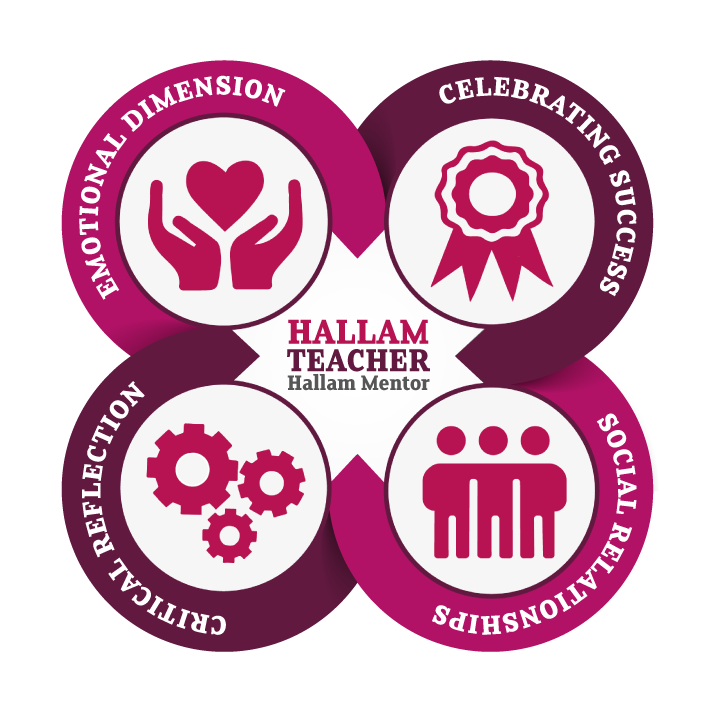 EMOTIONAL DIMENSION
CELEBRATING SUCCESS
HALLAM
TEACHER
Hallam Mentor
CRITICAL REFLECTION
SOCIAL RELATIONSHIPS